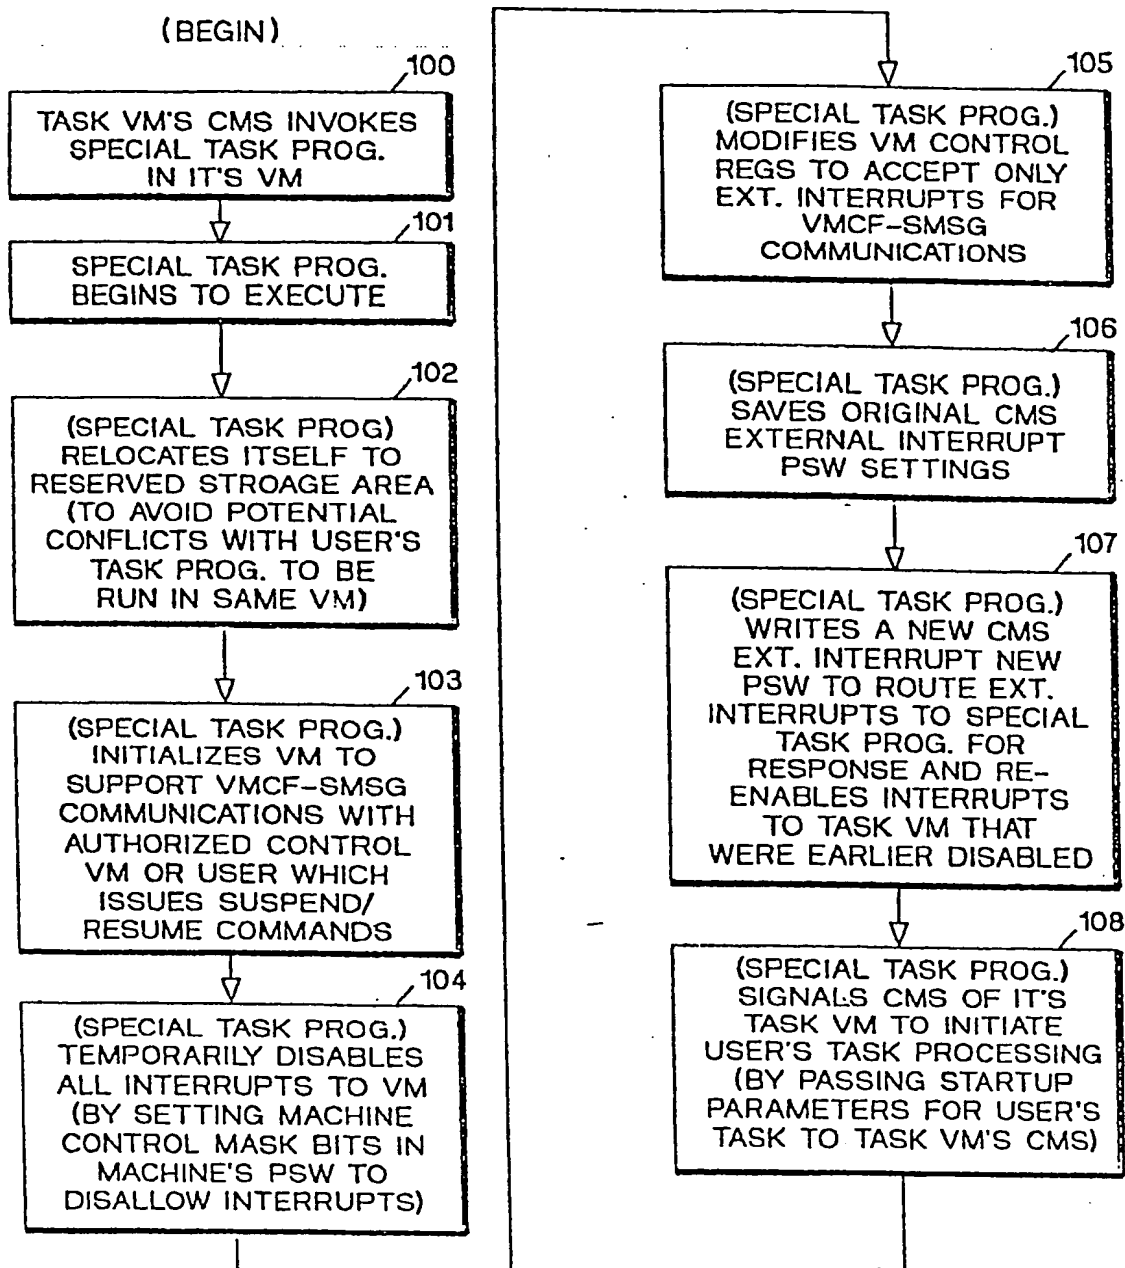 (BEGIN)
100
TASK VM'S CMS INVOKES
SPECIAL TASK PROG.
IN IT'S VM
101
SPECIAL TASK PROG.
BEGINS TO EXECUTE
102
(SPECIAL TASK PROG)
RELOCATES ITSELF TO
RESERVED STROAGE AREA
(TO AVOID POTENTIAL
CONFLICTS WITH USER'S
TASK PROG. TO BE
RUN IN SAME VM)
103
(SPECIAL TASK PROG.)
INITIALIZES VM TO
SUPPORT VMCF-SMSG
COMMUNICATIONS WITH
AUTHORIZED CONTROL
VM OR USER WHICH
ISSUES SUSPEND/
RESUME COMMANDS
104
(SPECIAL TASK PROG.)
TEMPORARILY DISABLES
ALL INTERRUPTS TO VM
(BY SETTING MACHINE
CONTROL MASK BITS IN
MACHINE'S PSW TO
DISALLOW INTERRUPTS)
105
(SPECIAL TASK PROG.)
MODIFIES VM CONTROL
REGS TO ACCEPT ONLY
EXT. INTERRUPTS FOR
VMCF-SMSG
COMMUNICATIONS
106
(SPECIAL TASK PROG.)
SAVES ORIGINAL CMS
EXTERNAL INTERRUPT
PSW SETTINGS
107
(SPECIAL TASK PROG.)
WRITES A NEW CMS
EXT. INTERRUPT NEW
PSW TO ROUTE EXT.
INTERRUPTS TO SPECIAL
TASK PROG. FOR
RESPONSE AND RE-
ENABLES INTERRUPTS
TO TASK VM THAT
WERE EARLIER DISABLED
108
(SPECIAL TASK PROG.)
SIGNALS CMS OF IT'S
TASK VM TO INITIATE
USER'S TASK PROCESSING
(BY PASSING STARTUP
PARAMETERS FOR USER'S
TASK TO TASK VM'S CMS)